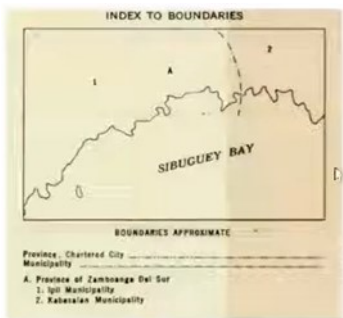 INDEX TO BOUNDARIES
2
1 A
SIBUGUEY BAY
BOUNDARIES APPROXIMATE
Province, Chartered City
Municipality
A. Province of Zamboanga Del Sur
1. Ipil Municipality
2. Kabasalan Municipality